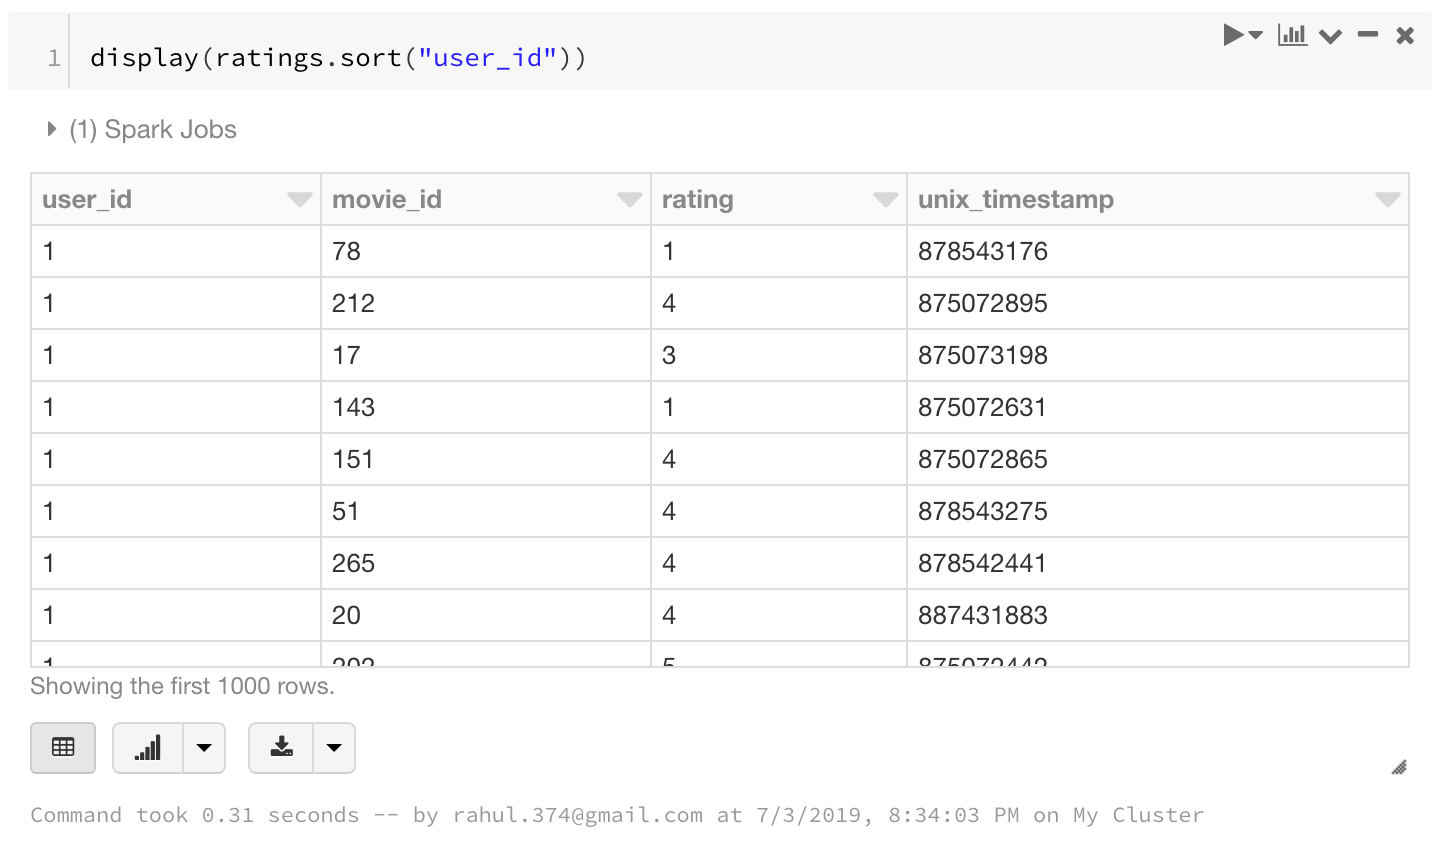 1 display(ratings.sort("user_id"))
(1) Spark Jobs
user_id movie_id rating unix_timestamp
1 78 1 878543176
1 212 4 875072895
1 17 3 875073198
1 143 1 875072631
1 151 4 875072865
1 51 4 878543275
1 265 4 878542441
1 20 4 887431883
1
Showing the first 1000 rows.
Command took 0.31 seconds -- by rahul.374@gmail.com at 7/3/2019, 8:34:03 PM on My Cluster